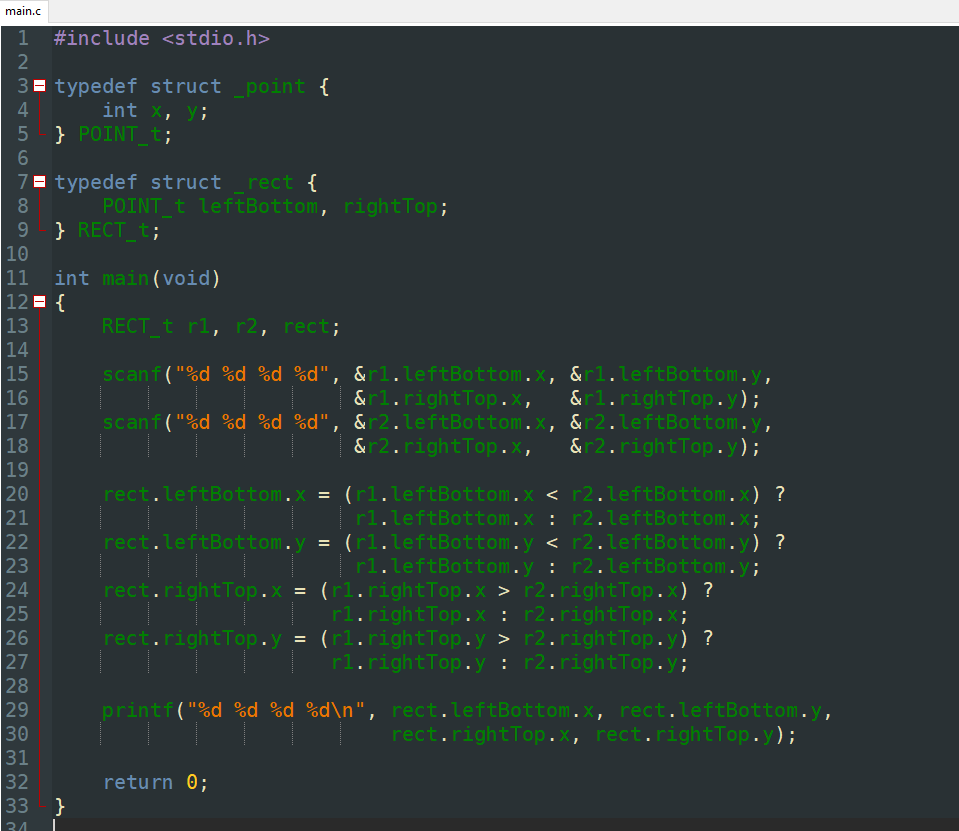 main.c
1 #include <stdio.h>
2
3 typedef struct _point {
4     int x, y;
5 } POINT_t;
6
7 typedef struct _rect {
8     POINT_t leftBottom, rightTop;
9 } RECT_t;
10
11 int main(void)
12 {
13     RECT_t r1, r2, rect;
14
15     scanf("%d %d %d %d", &r1.leftBottom.x, &r1.leftBottom.y,
16                          &r1.rightTop.x,   &r1.rightTop.y);
17     scanf("%d %d %d %d", &r2.leftBottom.x, &r2.leftBottom.y,
18                          &r2.rightTop.x,   &r2.rightTop.y);
19
20     rect.leftBottom.x = (r1.leftBottom.x < r2.leftBottom.x) ?
21                          r1.leftBottom.x : r2.leftBottom.x;
22     rect.leftBottom.y = (r1.leftBottom.y < r2.leftBottom.y) ?
23                          r1.leftBottom.y : r2.leftBottom.y;
24     rect.rightTop.x = (r1.rightTop.x > r2.rightTop.x) ?
25                        r1.rightTop.x : r2.rightTop.x;
26     rect.rightTop.y = (r1.rightTop.y > r2.rightTop.y) ?
27                        r1.rightTop.y : r2.rightTop.y;
28
29     printf("%d %d %d %d\n", rect.leftBottom.x, rect.leftBottom.y,
30                             rect.rightTop.x, rect.rightTop.y);
31
32     return 0;
33 }
34